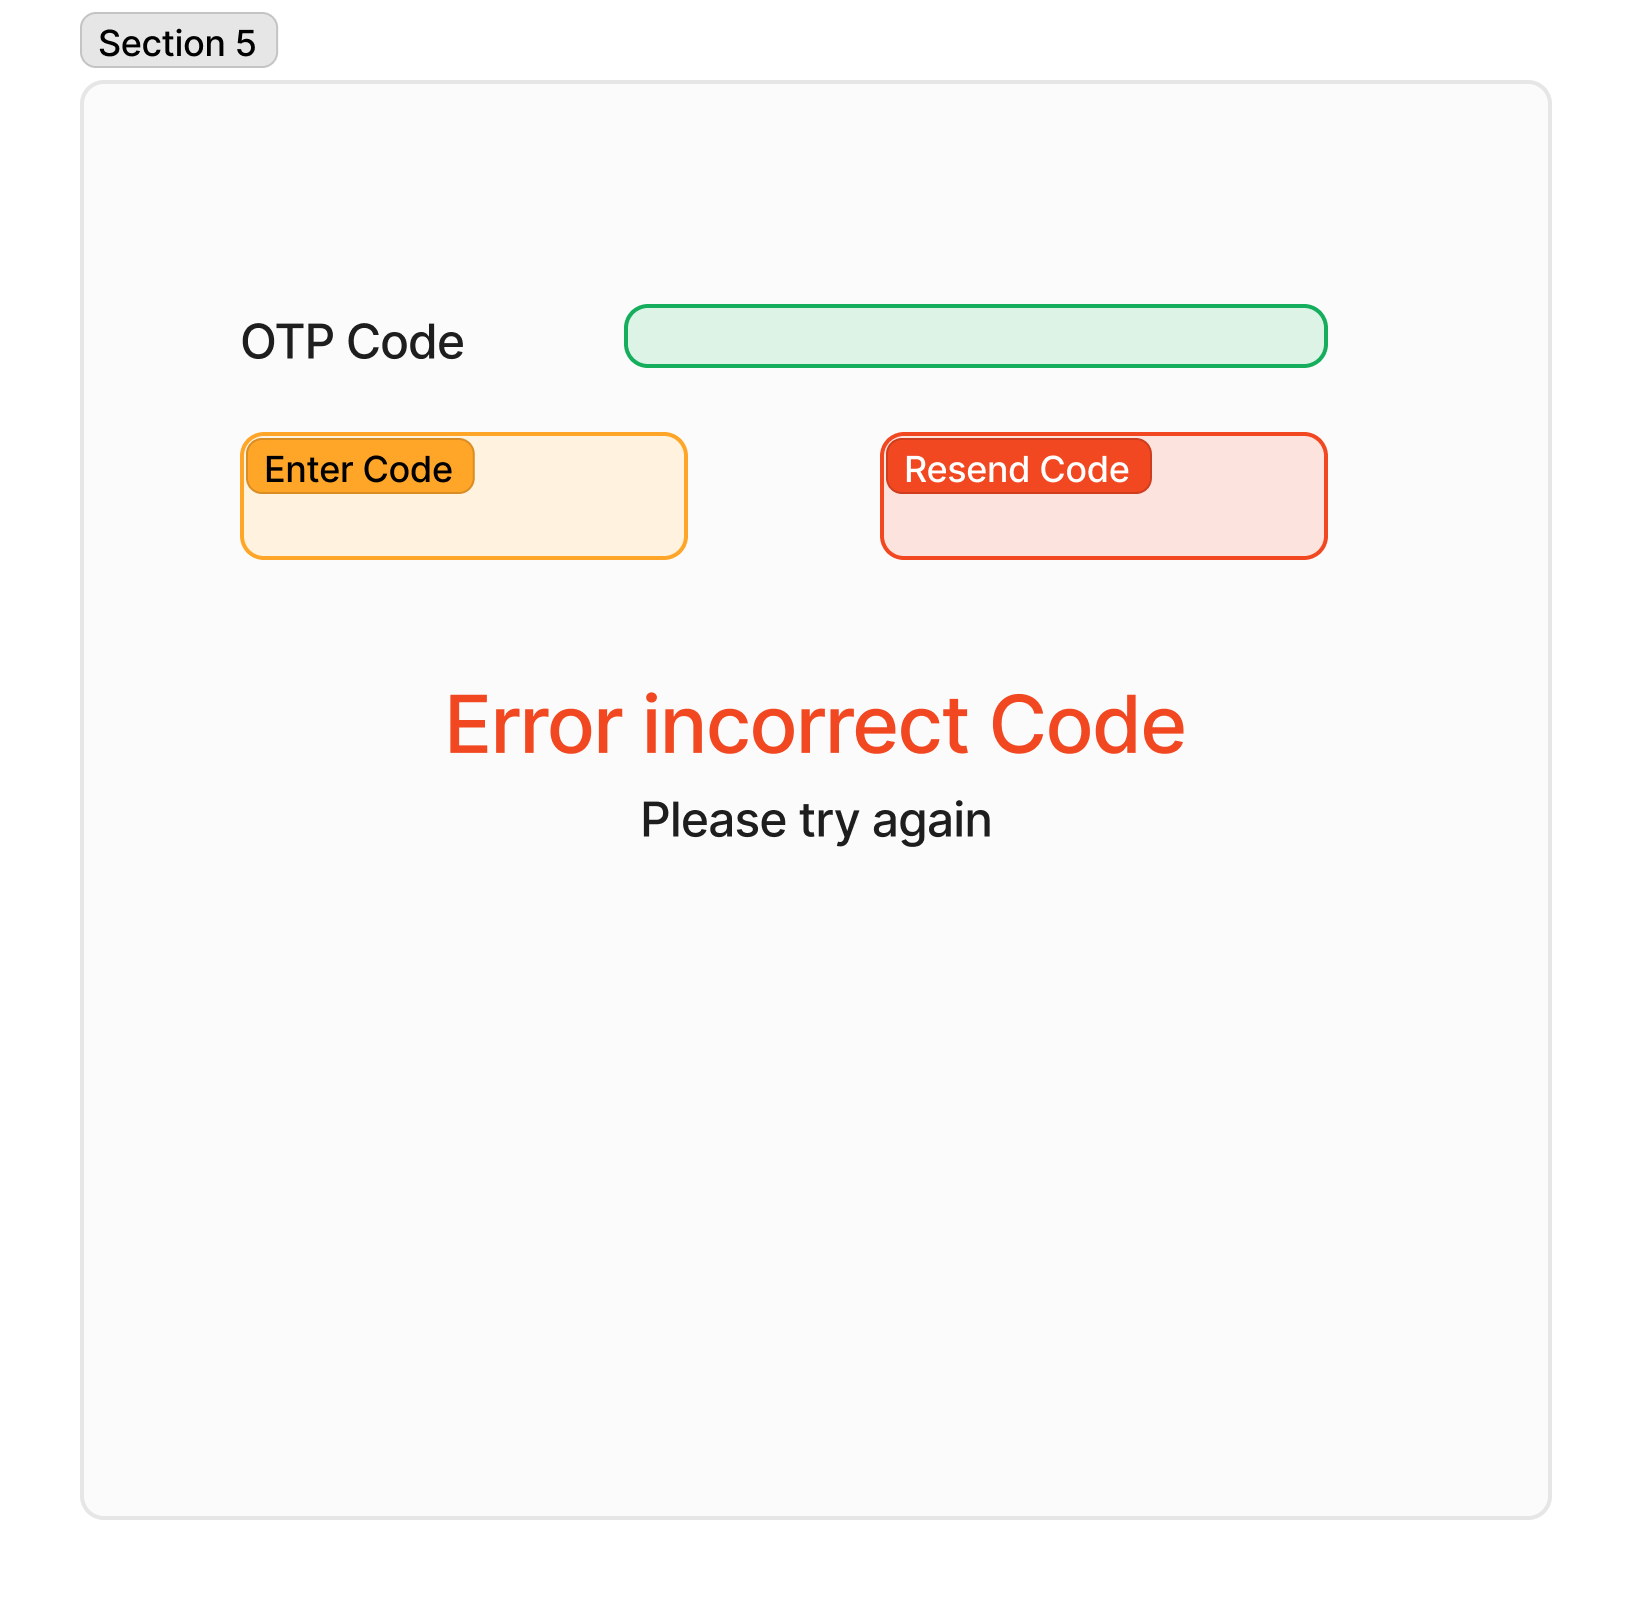 Section 5
OTP Code
Enter Code
Resend Code
Error incorrect Code
Please try again